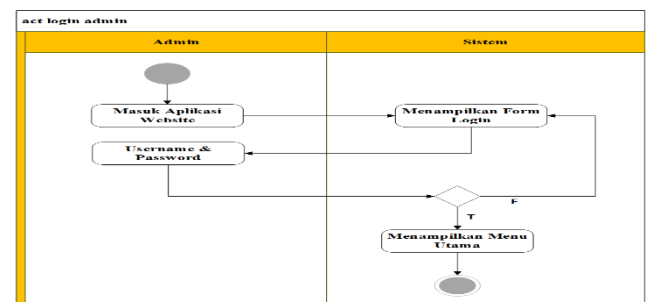 act login admin
Admin
Sistem
Masuk Aplikasi
Website
Menampilkan Form
Login
Username &
Password
F
T
Menampilkan Menu
Utama